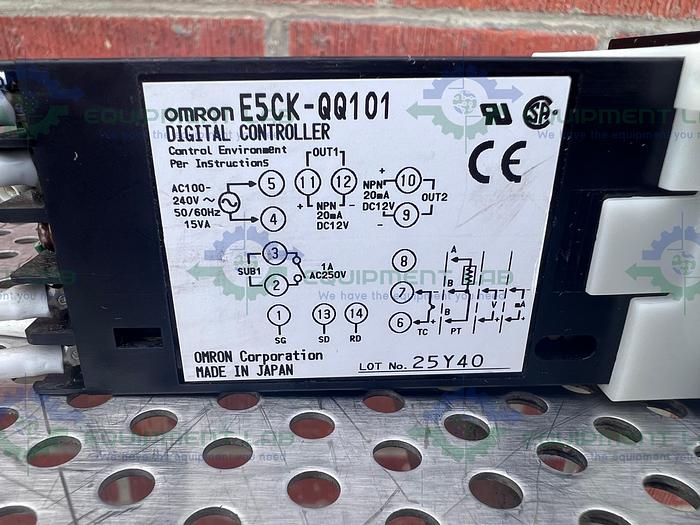 OMRON E5CK-QQ101
DIGITAL CONTROLLER
Control Environment
Per Instructions
AC100-
240V ~
50/60Hz
15VA
5
4
OUT1
11 12
+ NPN -
20mA
DC12V
+
NPN
20mA
DC12V
-
10
9
OUT2
SUB1
3
2
1A
AC250V
8
7
6
A
B
B
V
mA
TC PT
1 13 14
SG SD RD
OMRON Corporation
MADE IN JAPAN
LOT No. 25Y40
CE
EQUIPMENT LAB
We have the equipment you need